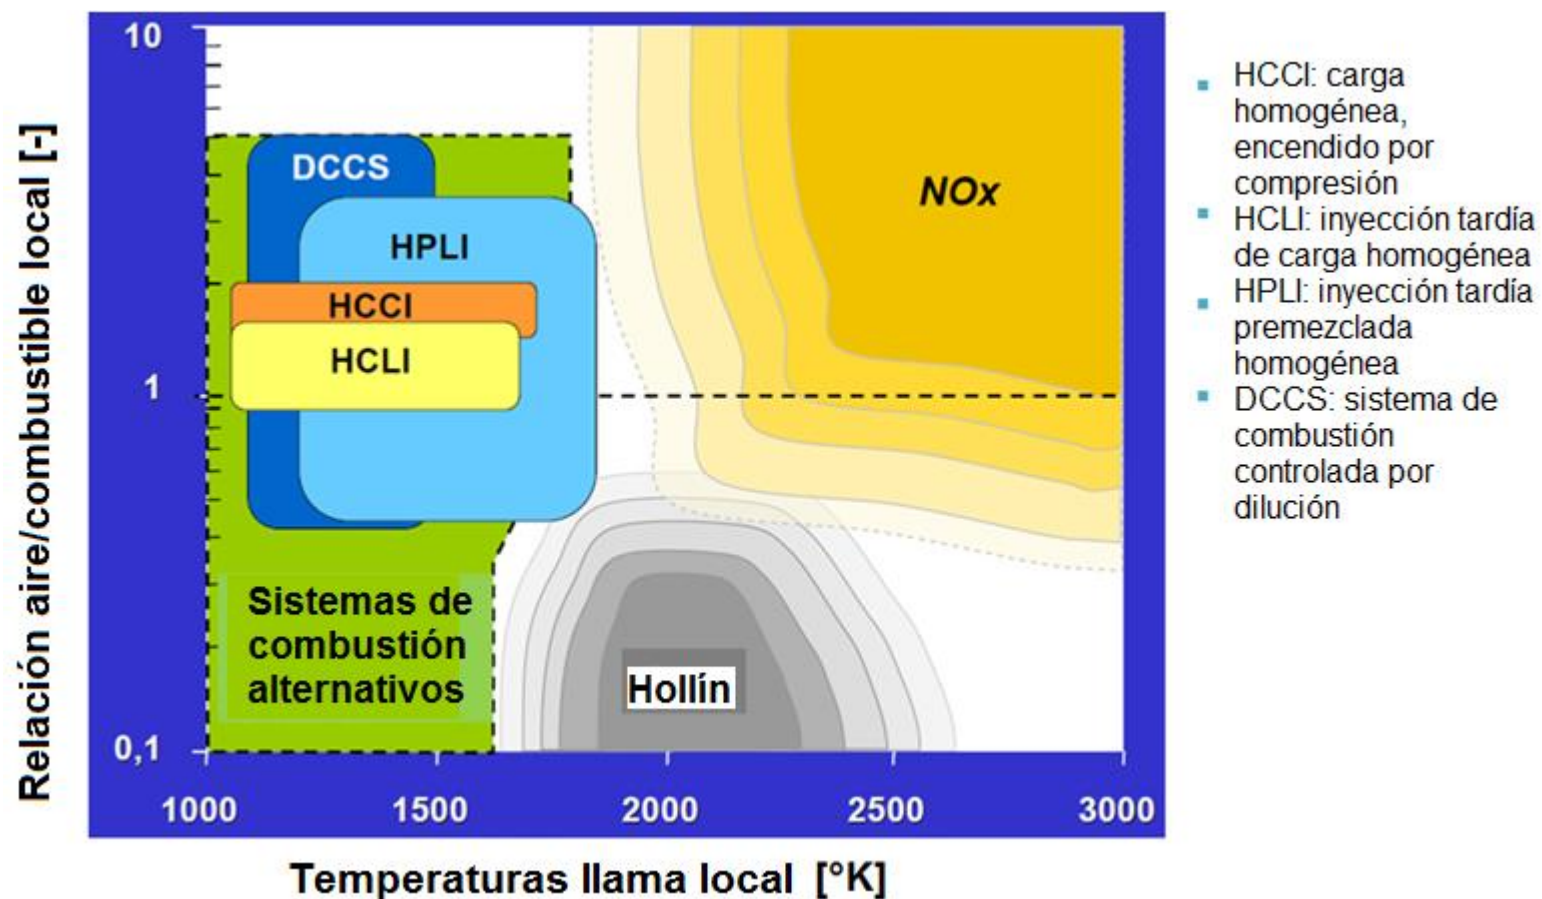 Relación aire/combustible local [-]
10
1
0,1
DCCS
HPLI
HCCI
HCLI
NOx
Sistemas de
combustión
alternativos
Hollín
1000
1500
2000
2500
3000
Temperaturas llama local [°K]
▪ HCCI: carga
homogénea,
encendido por
compresión
▪ HCLI: inyección tardía
de carga homogénea
▪ HPLI: inyección tardía
premezclada
homogénea
▪ DCCS: sistema de
combustión
controlada por
dilución